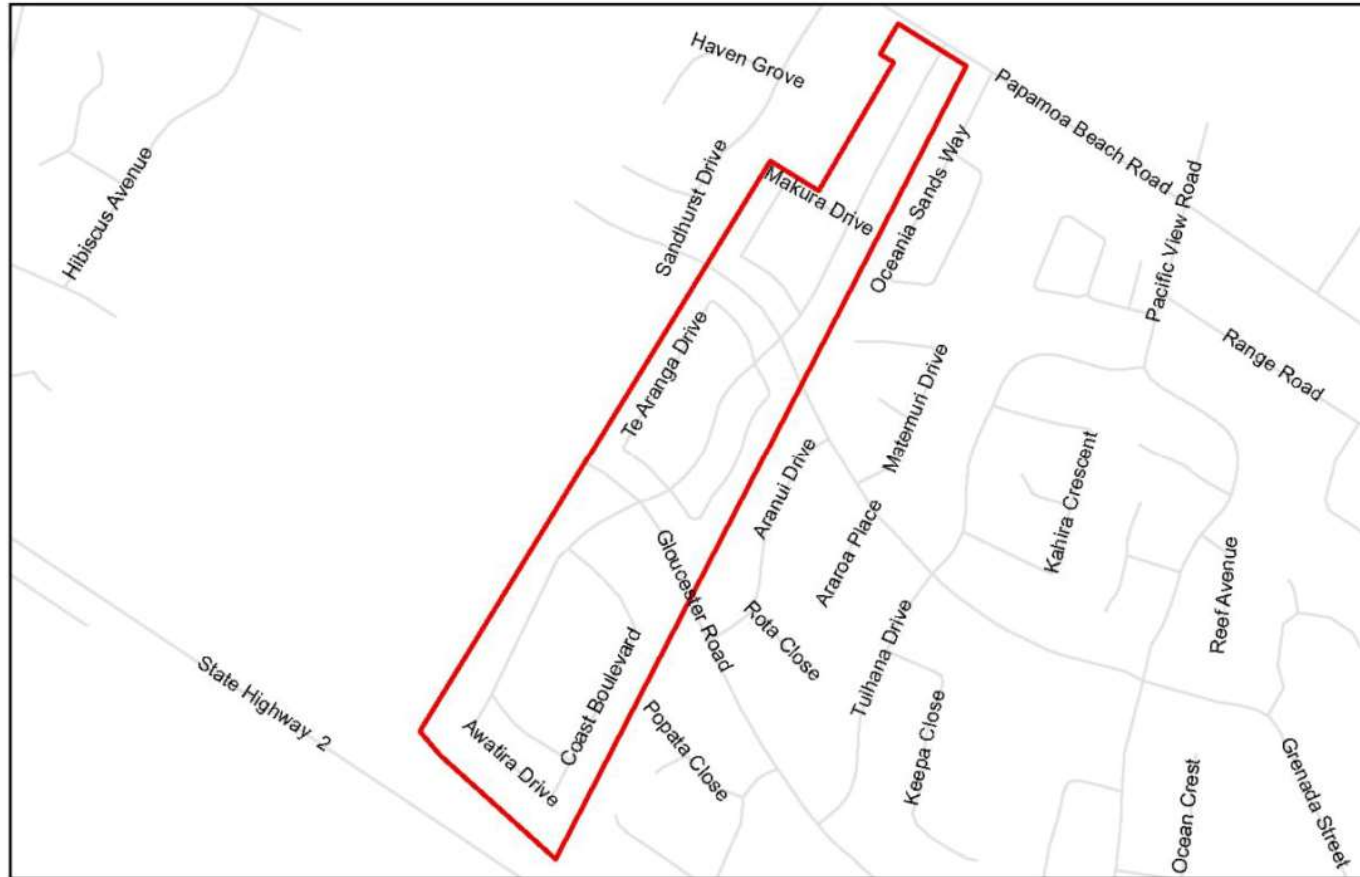 Haven Grove
Papamoa Beach Road
Hibiscus Avenue
Sandhurst Drive
Makura Drive
Oceania Sands Way
Pacific View Road
Range Road
Te Aranga Drive
Matemuri Drive
Aranui Drive
Kahira Crescent
Araroa Place
Gloucester Road
Rota Close
Reef Avenue
Tuihana Drive
State Highway 2
Coast Boulevard
Popata Close
Keepa Close
Awatira Drive
Grenada Street
Ocean Crest